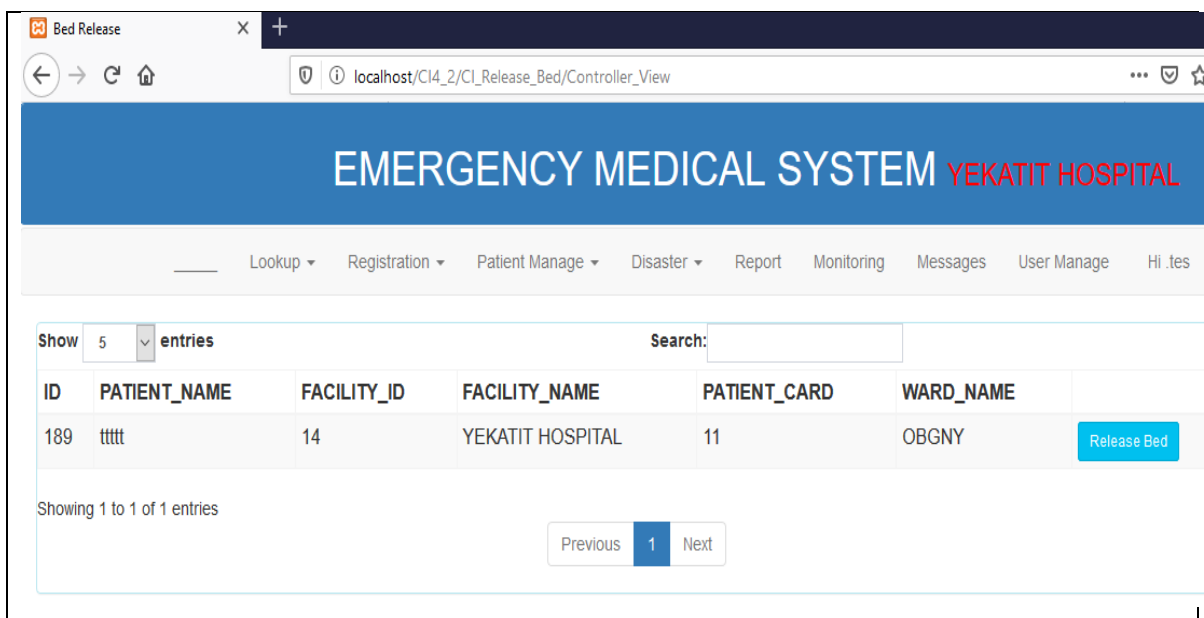 Bed Release
localhost/CI4_2/CI_Release_Bed/Controller_View
EMERGENCY MEDICAL SYSTEM YEKATIT HOSPITAL
Lookup Registration Patient Manage Disaster Report Monitoring Messages User Manage Hi .tes
Show 5 entries Search:
ID PATIENT_NAME FACILITY_ID FACILITY_NAME PATIENT_CARD WARD_NAME
189 ttttt 14 YEKATIT HOSPITAL 11 OBGNY Release Bed
Showing 1 to 1 of 1 entries
Previous 1 Next